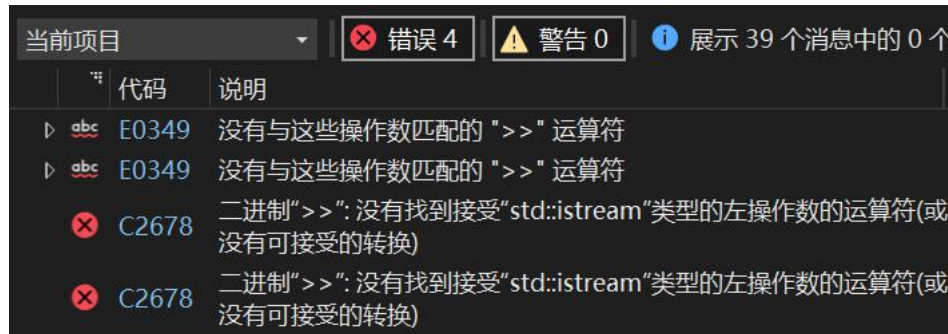 当前项目
错误 4
警告 0
展示 39 个消息中的 0 个
代码 说明
abc E0349 没有与这些操作数匹配的 ">>" 运算符
abc E0349 没有与这些操作数匹配的 ">>" 运算符
C2678 二进制“>>”: 没有找到接受“std::istream”类型的左操作数的运算符(或
没有可接受的转换)
C2678 二进制“>>”: 没有找到接受“std::istream”类型的左操作数的运算符(或
没有可接受的转换)